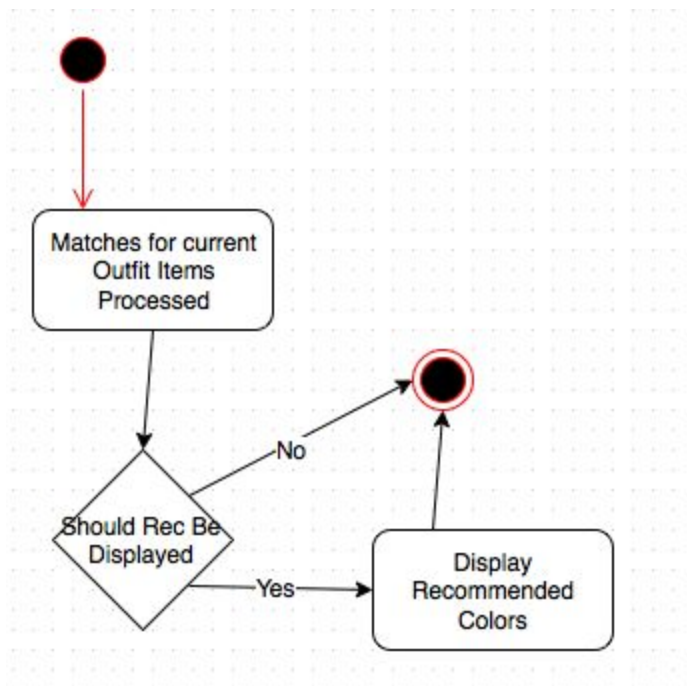 Matches for current
Outfit Items
Processed
No
Should Rec Be
Displayed
Yes
Display
Recommended
Colors